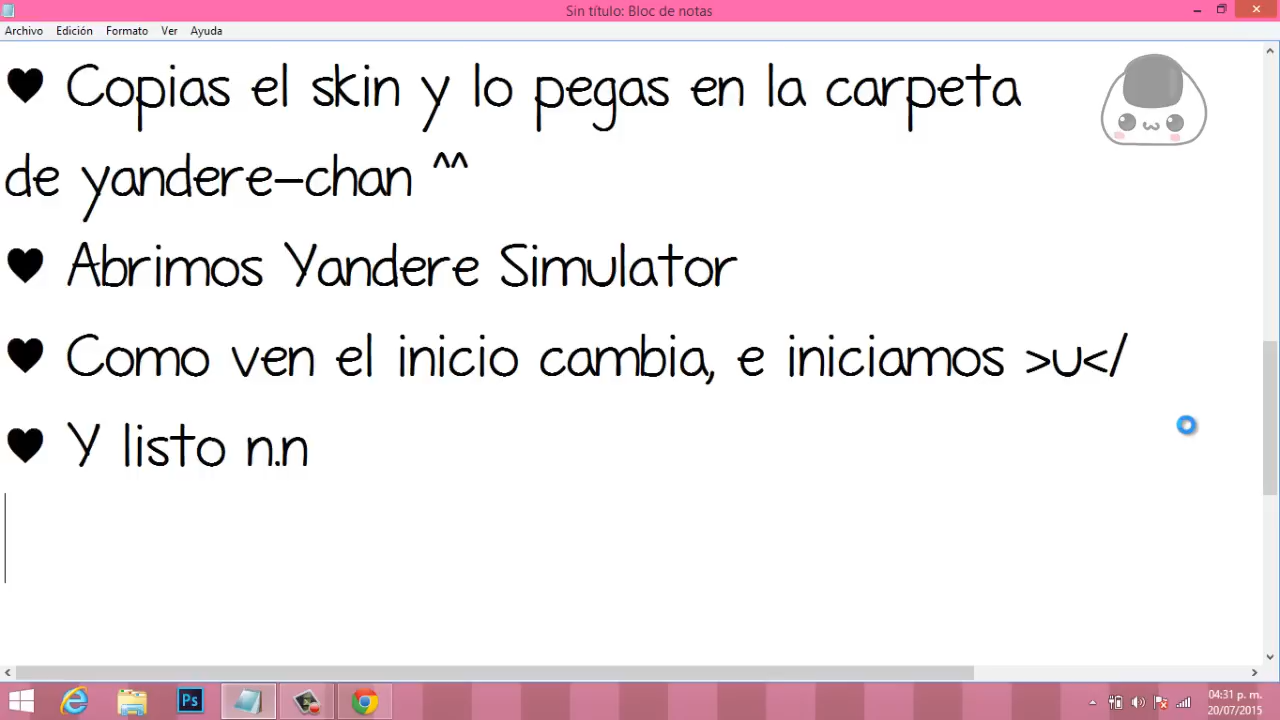 Sin título: Bloc de notas
Archivo Edición Formato Ver Ayuda
♥ Copias el skin y lo pegas en la carpeta
de yandere-chan ^^
♥ Abrimos Yandere Simulator
♥ Como ven el inicio cambia, e iniciamos >u</
♥ Y listo n.n
Ps
04:31 p. m.
20/07/2015